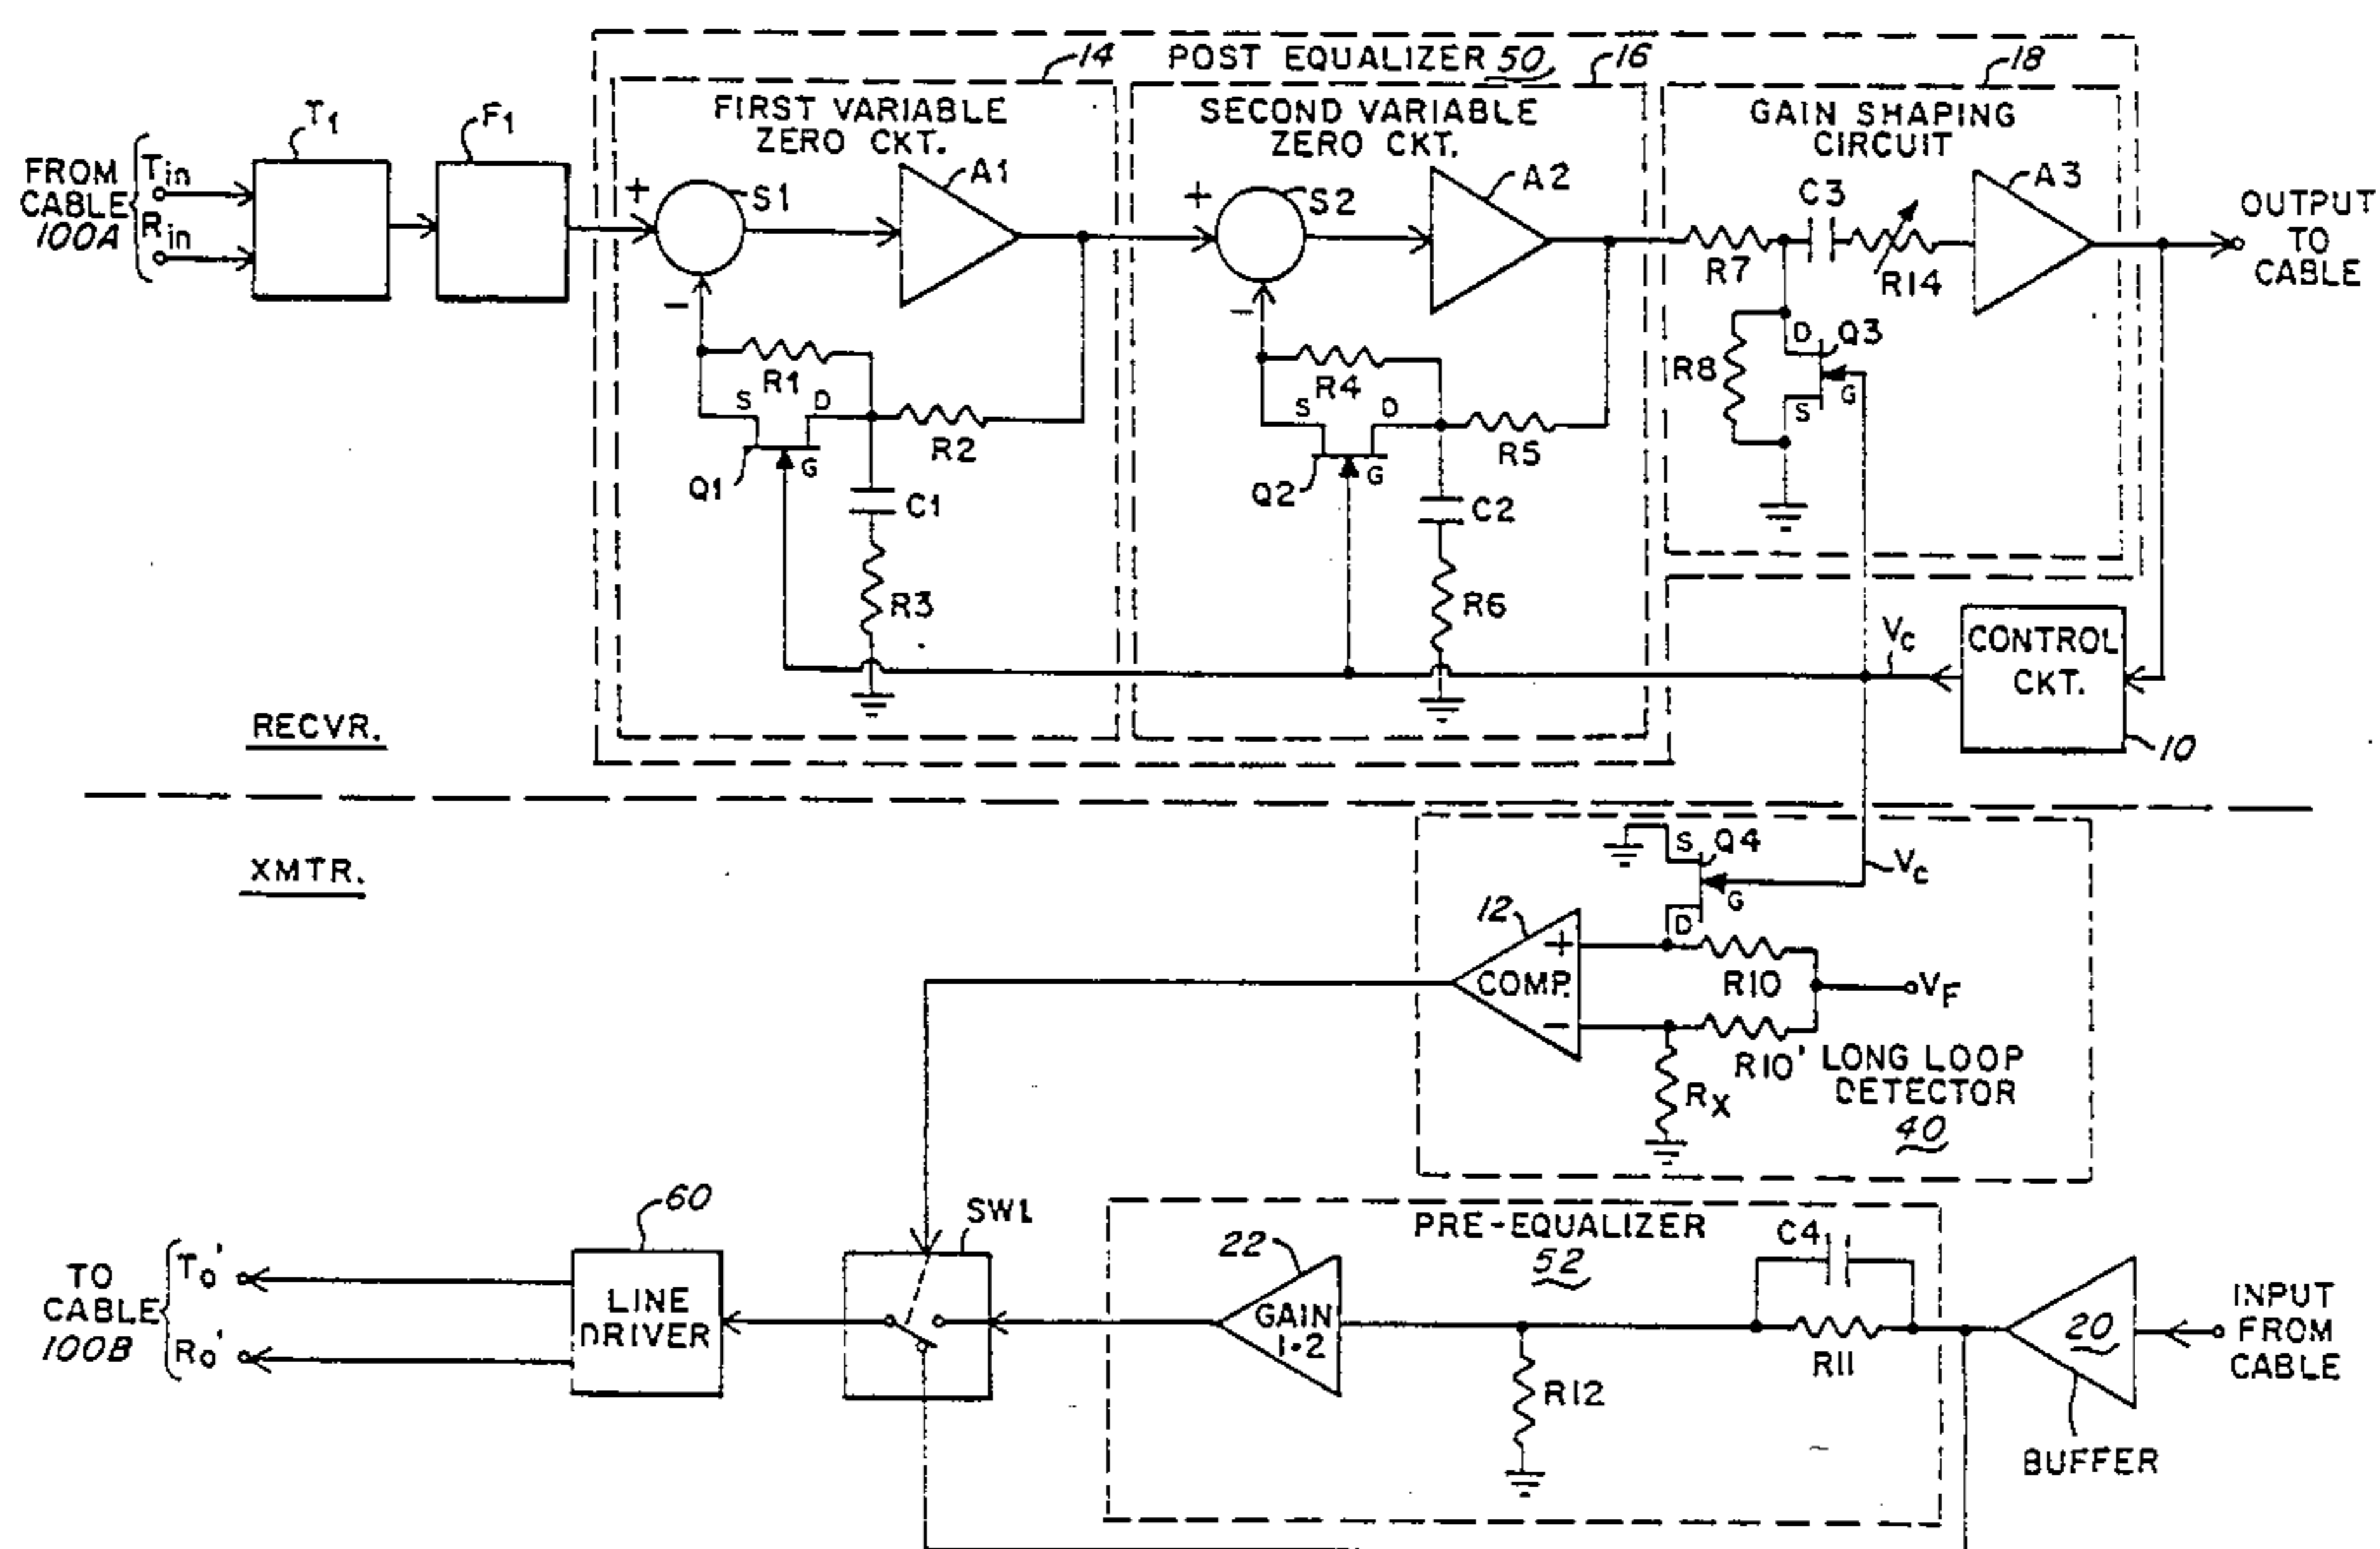 POST EQUALIZER 50
14
16
18
FIRST VARIABLE
ZERO CKT.
SECOND VARIABLE
ZERO CKT.
GAIN SHAPING
CIRCUIT
T1
F1
FROM
CABLE
100A
Tin
Rin
+
S1
A1
-
R1
S
D
G
Q1
R2
C1
R3
+
S2
A2
-
R4
S
D
G
Q2
R5
C2
R6
R7
C3
R14
A3
R8
D
Q3
G
S
OUTPUT
TO
CABLE
Vc
CONTROL
CKT.
10
RECVR.
XMTR.
S
Q4
G
D
Vc
12
+
COMP.
-
R10
VF
R10'
RX
LONG LOOP
DETECTOR
40
60
SW1
PRE-EQUALIZER
52
22
GAIN
1.2
C4
R11
R12
20
BUFFER
INPUT
FROM
CABLE
TO
CABLE
100B
To'
Ro'
LINE
DRIVER